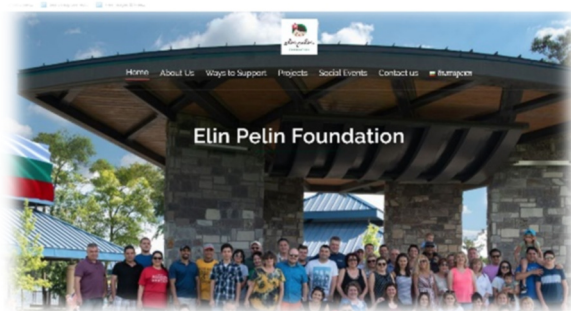 Home About Us Ways to Support Projects Social Events Contact us
Elin Pelin Foundation